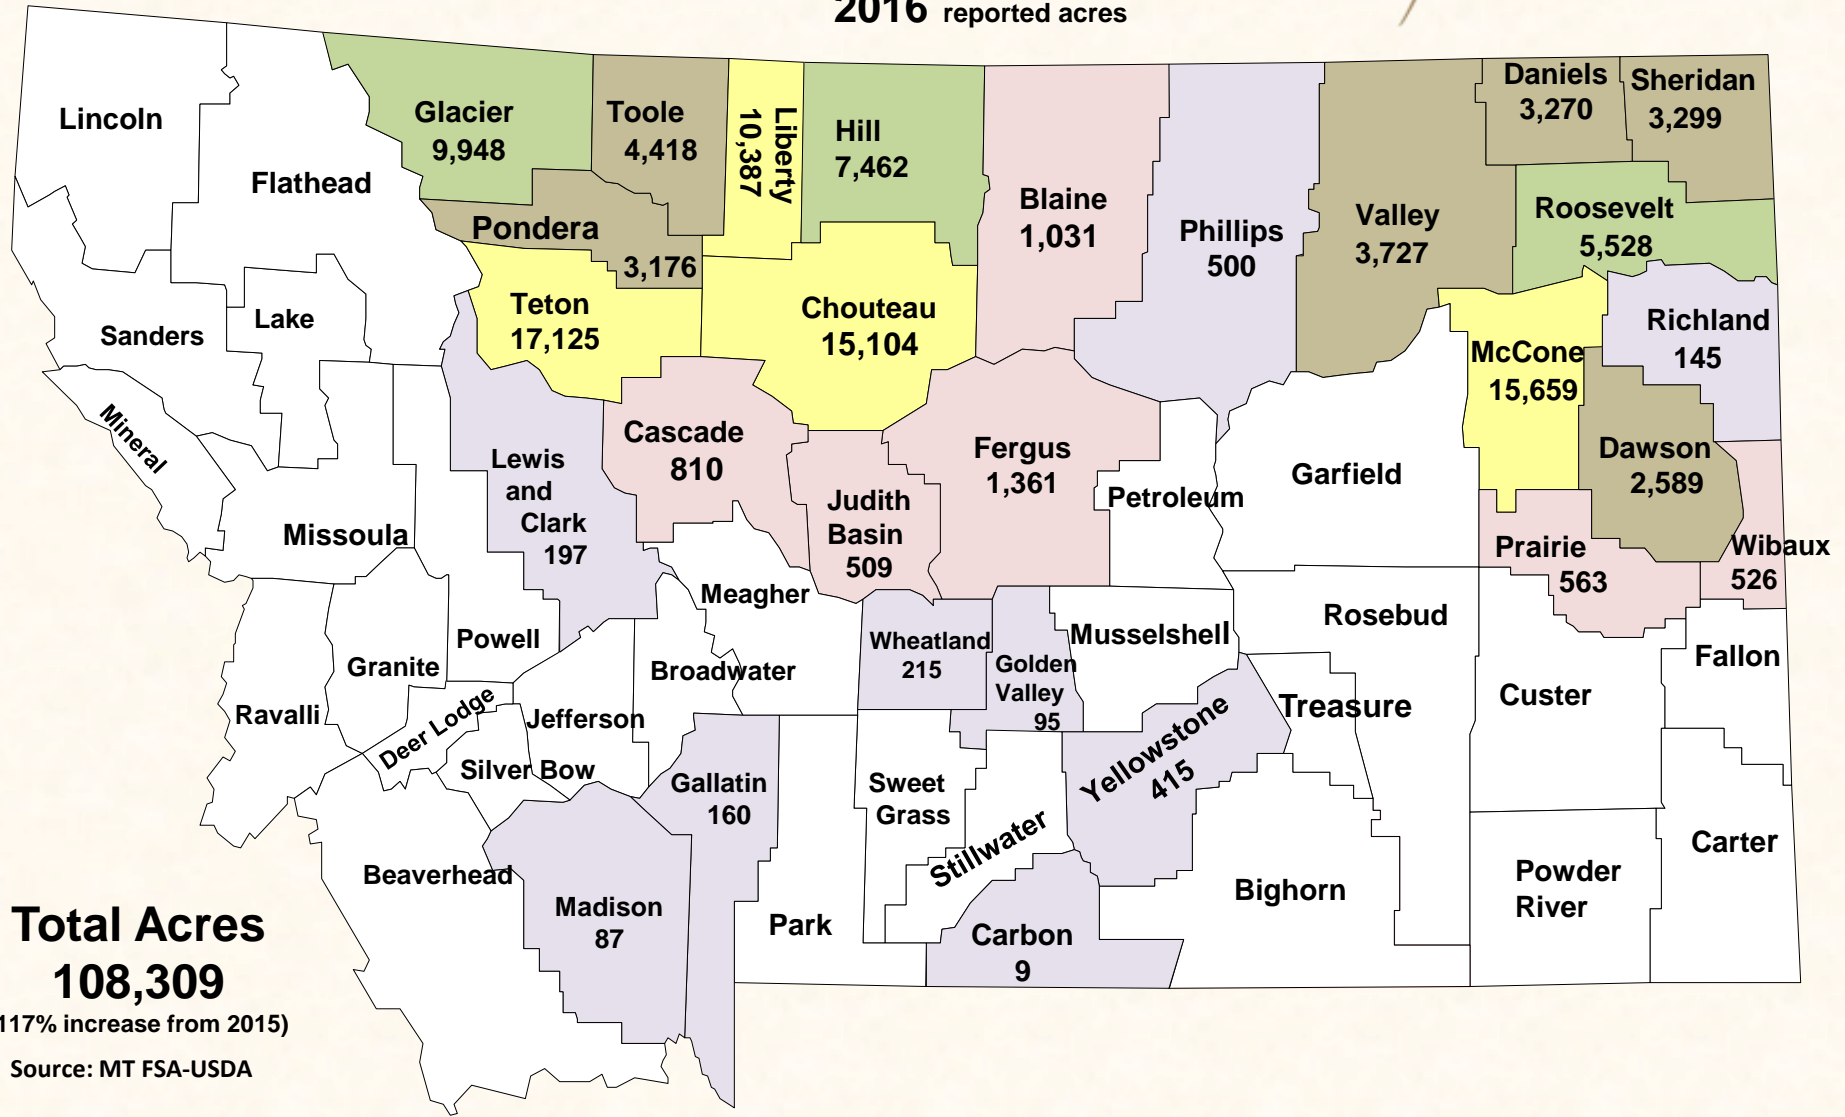 2016 reported acres
Lincoln
Flathead
Glacier
9,948
Toole
4,418
Liberty
10,387
Hill
7,462
Blaine
1,031
Phillips
500
Valley
3,727
Daniels
3,270
Sheridan
3,299
Roosevelt
5,528
Pondera
3,176
Teton
17,125
Chouteau
15,104
Sanders
Lake
McCone
15,659
Richland
145
Mineral
Missoula
Lewis
and
Clark
197
Cascade
810
Judith
Basin
509
Fergus
1,361
Petroleum
Garfield
Dawson
2,589
Prairie
563
Wibaux
526
Meagher
Powell
Granite
Ravalli
Deer Lodge
Silver Bow
Jefferson
Broadwater
Wheatland
215
Golden
Valley
95
Musselshell
Rosebud
Treasure
Custer
Fallon
Gallatin
160
Sweet
Grass
Stillwater
Yellowstone
415
Beaverhead
Madison
87
Park
Carbon
9
Bighorn
Powder
River
Carter
Total Acres
108,309
117% increase from 2015)
Source: MT FSA-USDA